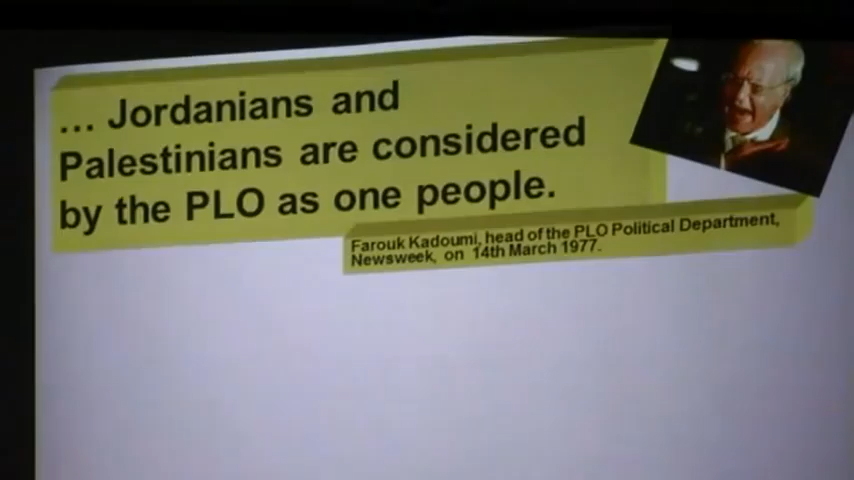 ... Jordanians and
Palestinians are considered
by the PLO as one people.
Farouk Kadoumi, head of the PLO Political Department,
Newsweek, on 14th March 1977.